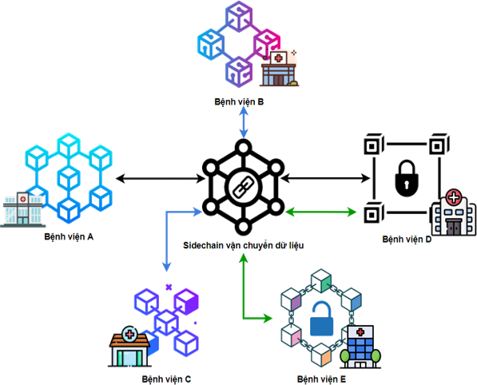 Bệnh viện B
Bệnh viện A
Sidechain vận chuyển dữ liệu
Bệnh viện D
Bệnh viện C
Bệnh viện E